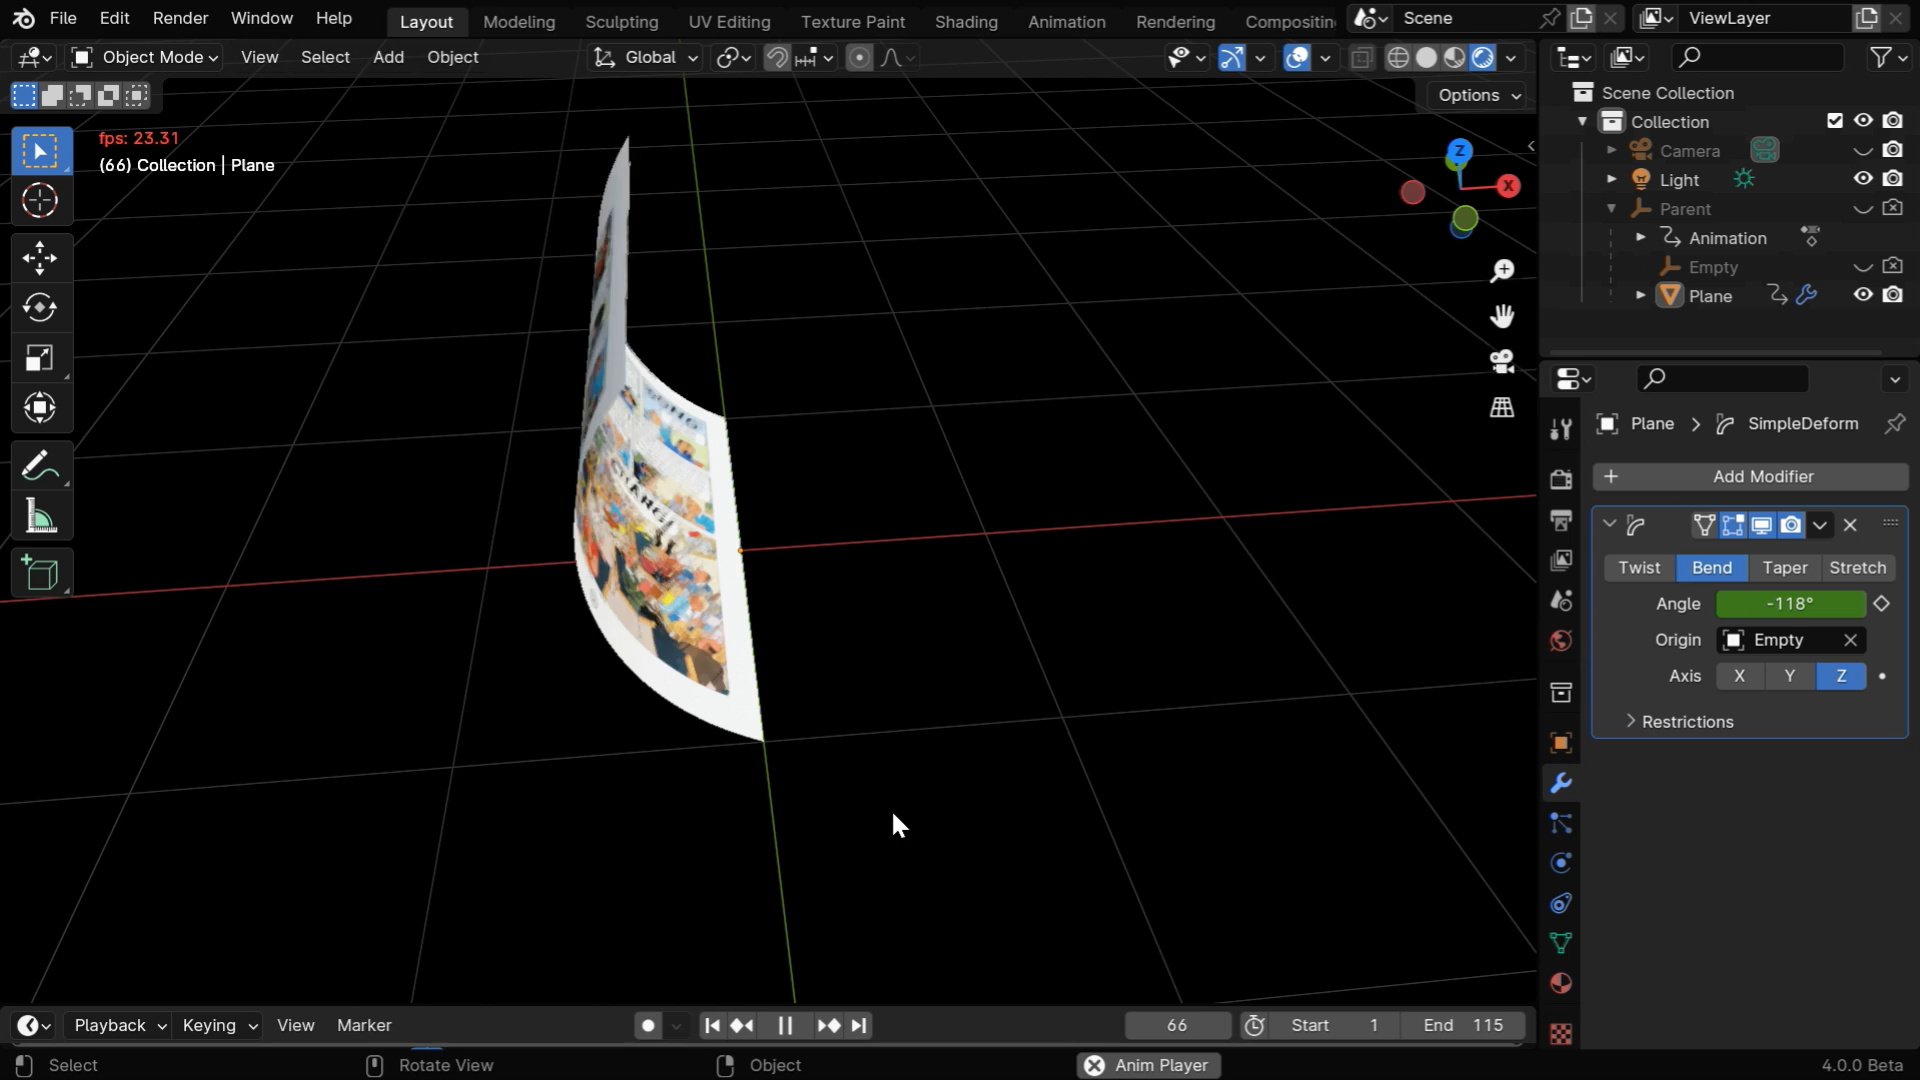 File Edit Render Window Help Layout Modeling Sculpting UV Editing Texture Paint Shading Animation Rendering Compositin Scene ViewLayer
Object Mode View Select Add Object Global
Options
fps: 23.31
(66) Collection | Plane
Z
X
Scene Collection
Collection
Camera
Light
Parent
Animation
Empty
Plane
Plane > SimpleDeform
+ Add Modifier
Twist Bend Taper Stretch
Angle -118°
Origin Empty
Axis X Y Z
Restrictions
Playback Keying View Marker 66 Start 1 End 115
Select Rotate View Object Anim Player 4.0.0 Beta